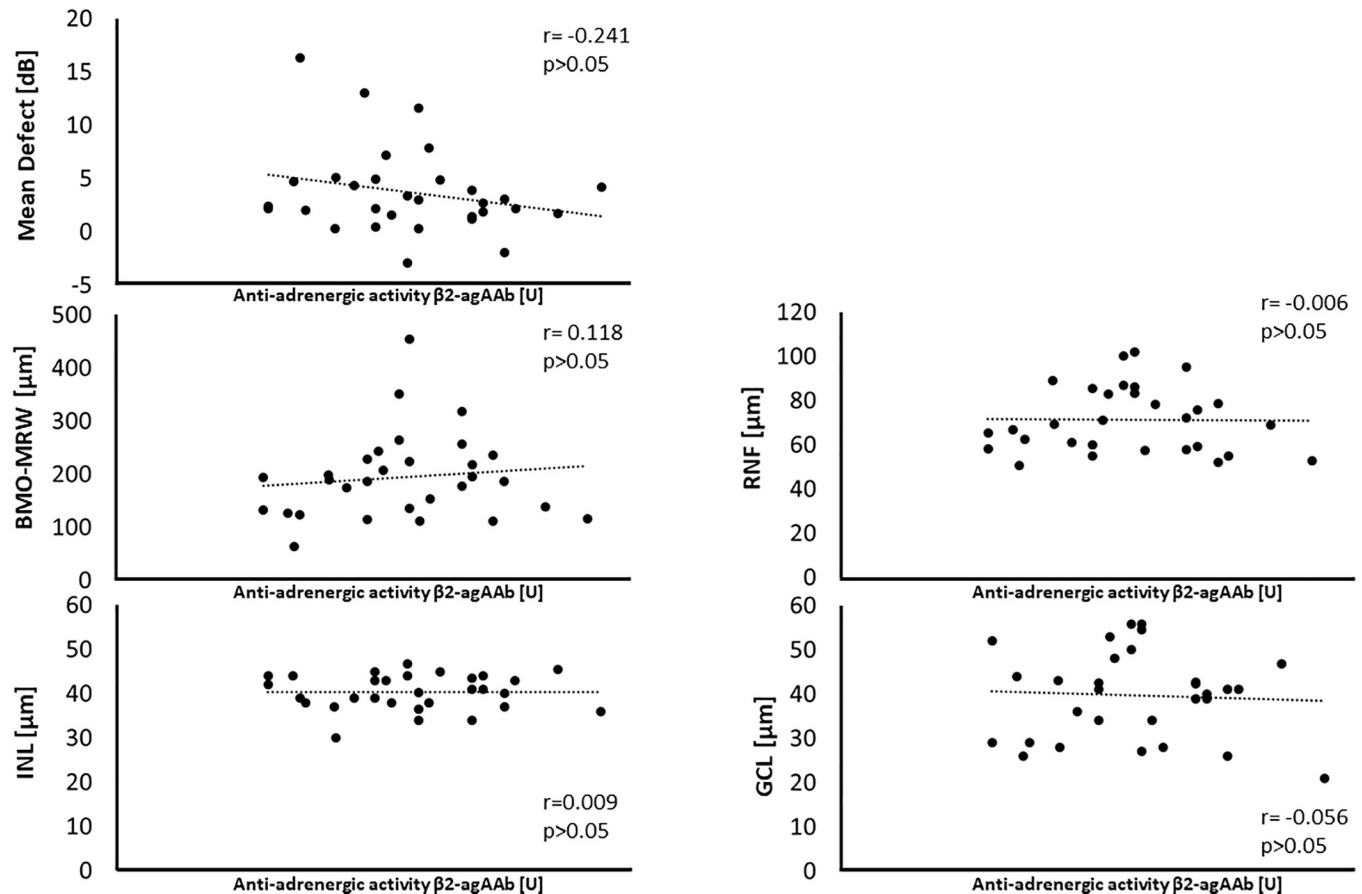 Mean Defect [dB]
20
15
10
5
0
-5
r= -0.241
p>0.05
Anti-adrenergic activity β2-agAAb [U]
BMO-MRW [µm]
500
400
300
200
100
0
r= 0.118
p>0.05
Anti-adrenergic activity β2-agAAb [U]
RNF [µm]
120
100
80
60
40
20
0
r= -0.006
p>0.05
Anti-adrenergic activity β2-agAAb [U]
INL [µm]
60
50
40
30
20
10
0
r=0.009
p>0.05
Anti-adrenergic activity β2-agAAb [U]
GCL [µm]
60
50
40
30
20
10
0
r= -0.056
p>0.05
Anti-adrenergic activity β2-agAAb [U]